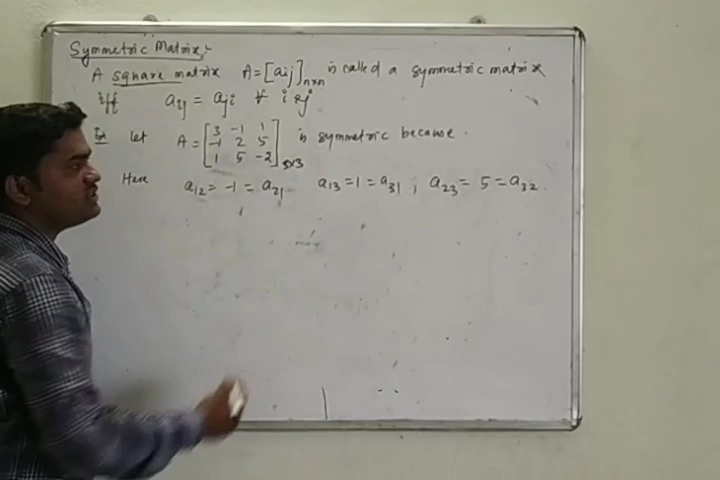 Symmetric Matrix:-
A square matrix A = [aij]n×n is called a symmetric matrix
iff aij = aji ∀ i & j
Ex Let A = [3 -1 1
-1 2 5
1 5 -2]3×3 is symmetric because.
Here a12 = -1 = a21 a13 = 1 = a31 , a23 = 5 = a32.